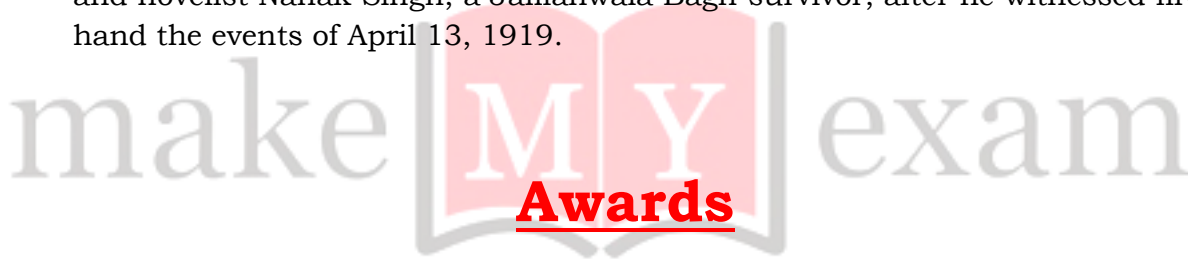 and novelist Nanak Singh, a Jallianwala Bagh survivor, after he witnessed
hand the events of April 13, 1919.
make MY exam
Awards